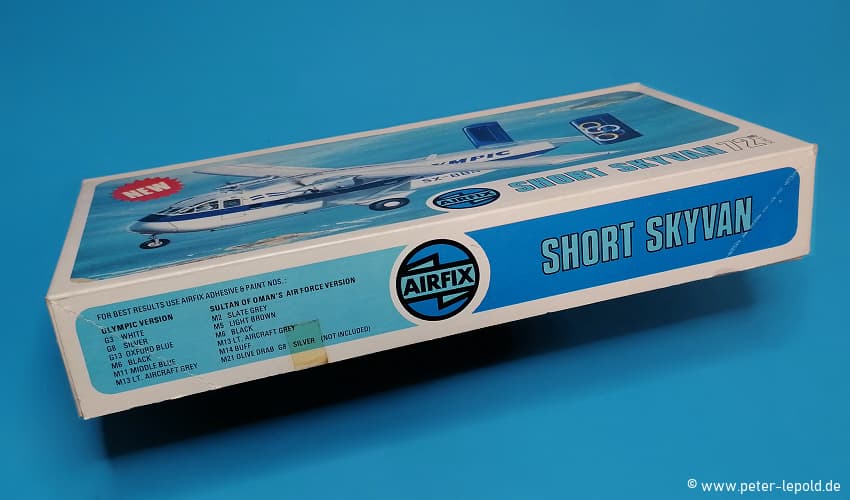 NEW
OLYMPIC
AIRFIX
SHORT SKYVAN
72
AIRFIX
SHORT SKYVAN
FOR BEST RESULTS USE AIRFIX ADHESIVE & PAINT NOS.:
OLYMPIC VERSION
G3 WHITE
G8 SILVER
G13 OXFORD BLUE
M6 BLACK
M11 MIDDLE BLUE
M13 LT. AIRCRAFT GREY
SULTAN OF OMAN'S AIR FORCE VERSION
M2 SLATE GREY
M5 LIGHT BROWN
M6 BLACK
M13 LT. AIRCRAFT GREY
M14 BUFF
M21 OLIVE DRAB G8 SILVER (NOT INCLUDED)
© www.peter-lepold.de